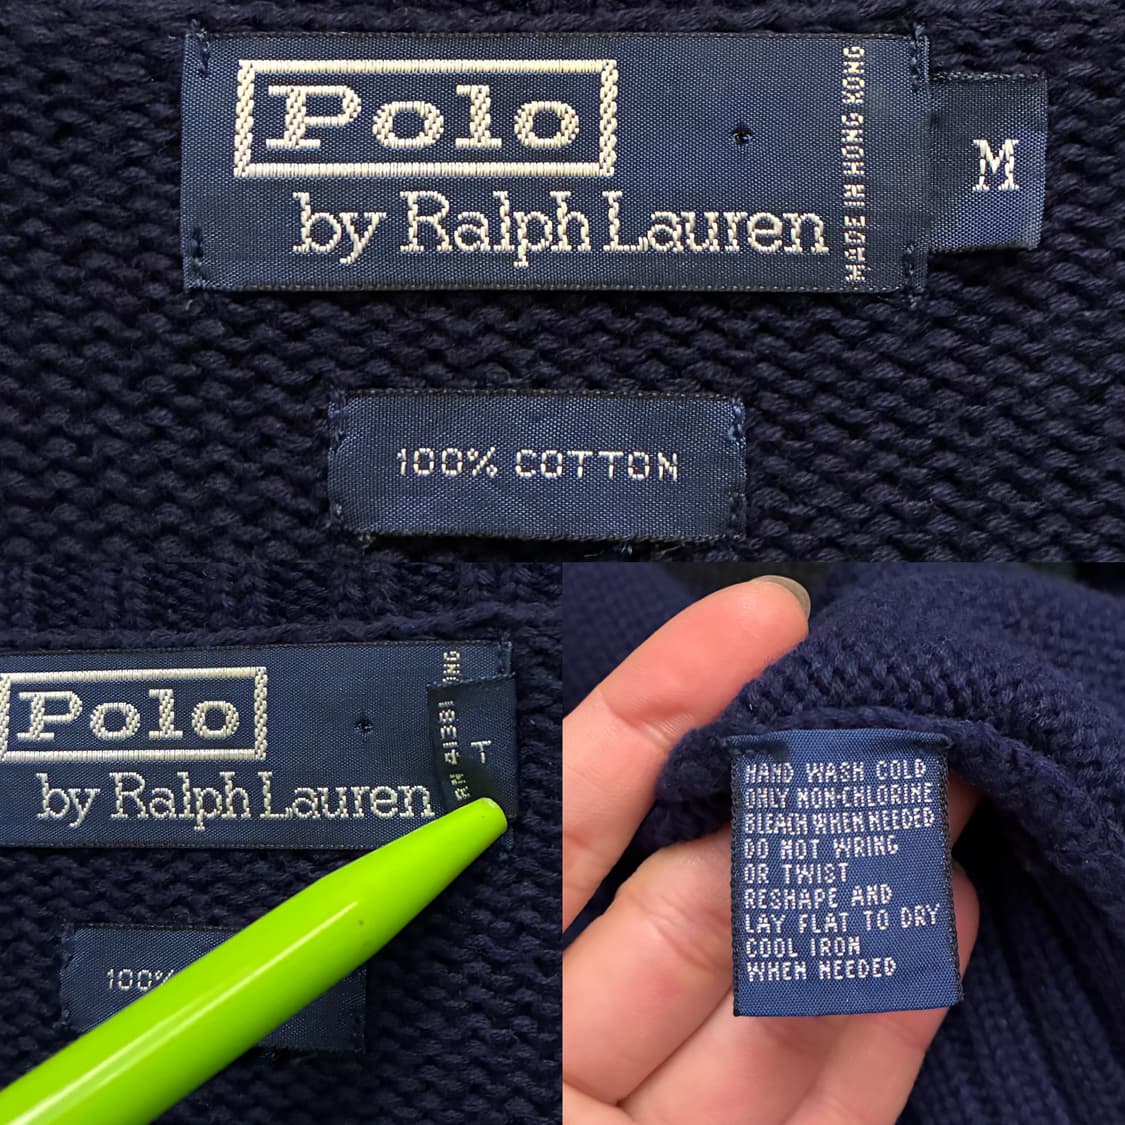 Polo
by Ralph Lauren
MADE IN HONG KONG
M
100% COTTON
Polo
by Ralph Lauren
RN 41381
T
100%
HAND WASH COLD
ONLY NON-CHLORINE
BLEACH WHEN NEEDED
DO NOT WRING
OR TWIST
RESHAPE AND
LAY FLAT TO DRY
COOL IRON
WHEN NEEDED